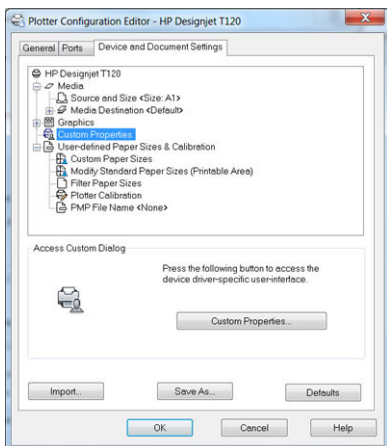 Plotter Configuration Editor - HP Designjet T120
General Ports Device and Document Settings
HP Designjet T120
Media
Source and Size <Size: A1>
Media Destination <Default>
Graphics
Custom Properties
User-defined Paper Sizes & Calibration
Custom Paper Sizes
Modify Standard Paper Sizes (Printable Area)
Filter Paper Sizes
Plotter Calibration
PMP File Name <None>
Access Custom Dialog
Press the following button to access the
device driver-specific user-interface.
Custom Properties...
Import... Save As... Defaults
OK Cancel Help